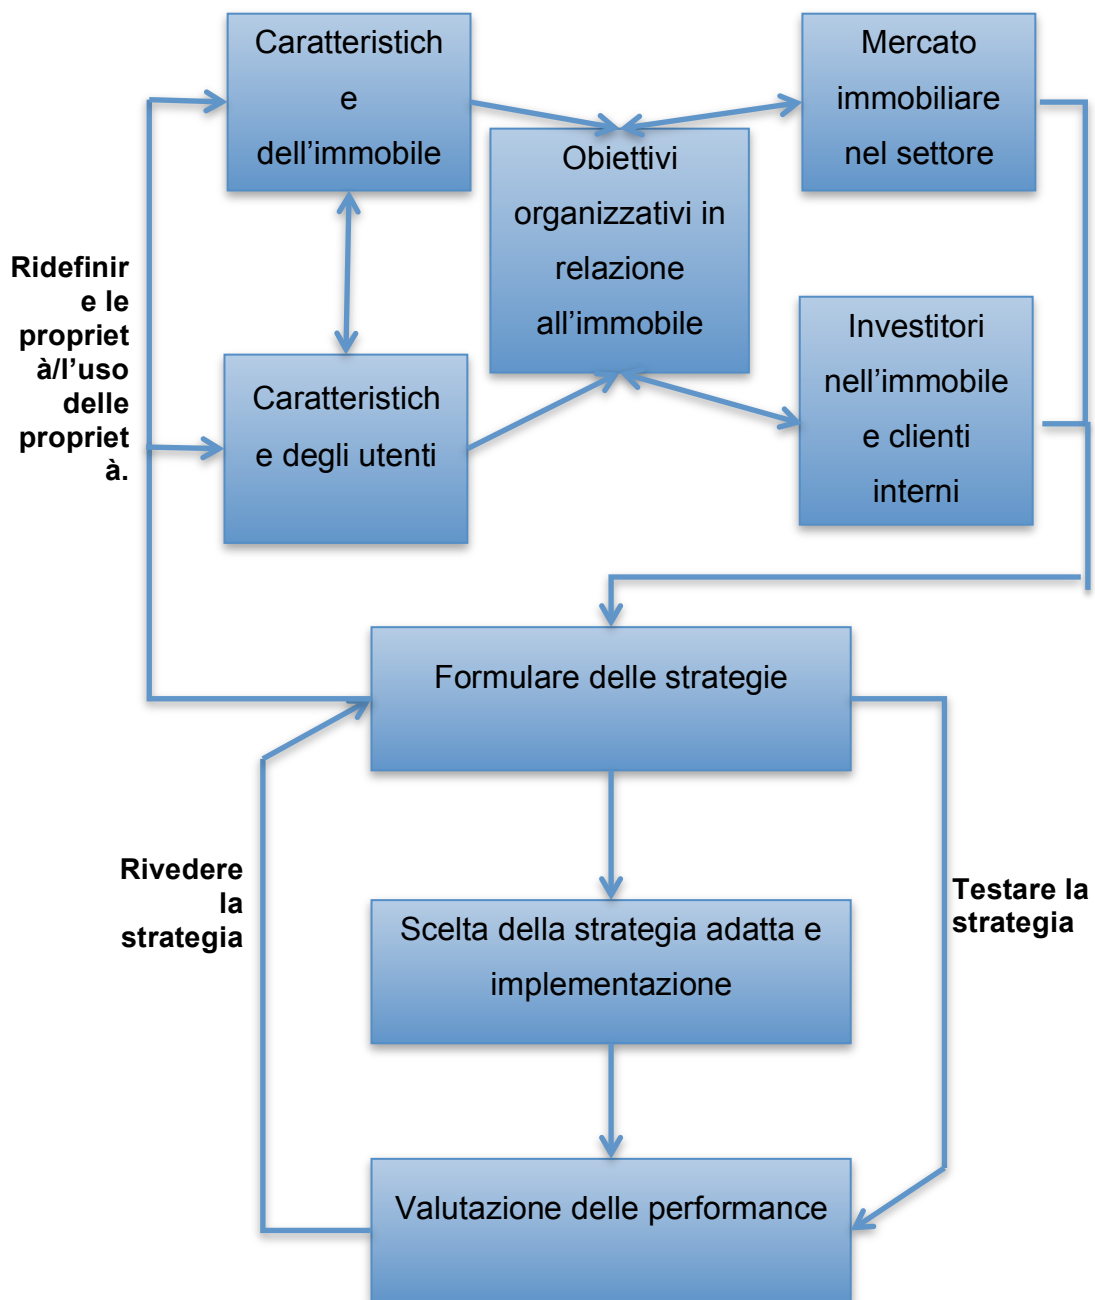 Caratteristich
e
dell’immobile
Mercato
immobiliare
nel settore
Obiettivi
organizzativi in
relazione
all’immobile
Ridefinir
e le
propriet
à/l’uso
delle
propriet
à.
Caratteristich
e degli utenti
Investitori
nell’immobile
e clienti
interni
Formulare delle strategie
Rivedere
la
strategia
Testare la
strategia
Scelta della strategia adatta e
implementazione
Valutazione delle performance